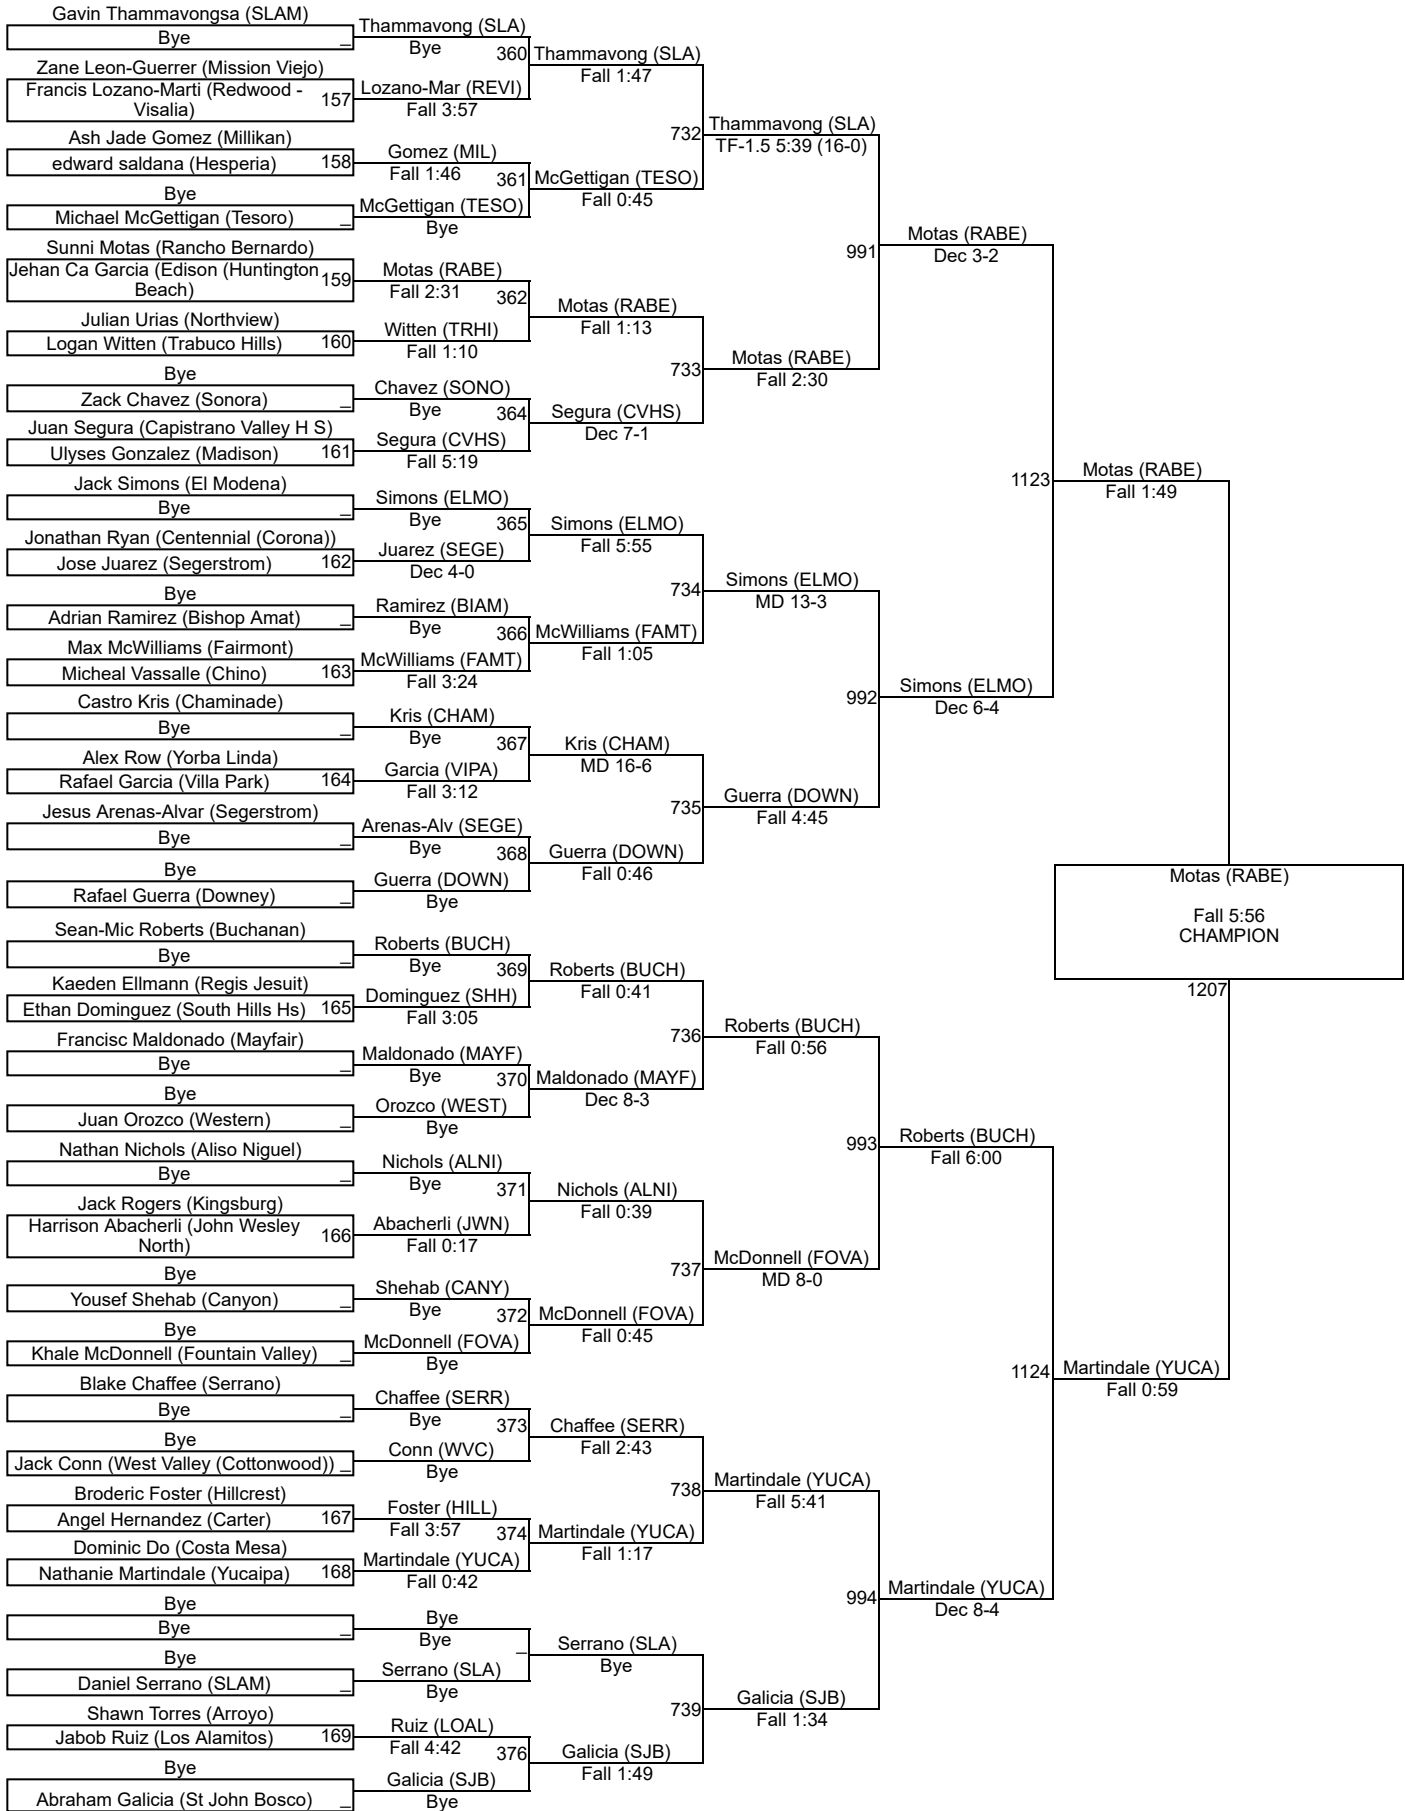 Gavin Thammavongsa (SLAM)
Bye _
Zane Leon-Guerrer (Mission Viejo)
Francis Lozano-Marti (Redwood -
Visalia)
157
Ash Jade Gomez (Millikan)
edward saldana (Hesperia) 158
Bye
Michael McGettigan (Tesoro) _
Sunni Motas (Rancho Bernardo)
Jehan Ca Garcia (Edison (Huntington
Beach)
159
Julian Urias (Northview)
Logan Witten (Trabuco Hills) 160
Bye
Zack Chavez (Sonora) _
Juan Segura (Capistrano Valley H S)
Ulyses Gonzalez (Madison) 161
Jack Simons (El Modena)
Bye _
Jonathan Ryan (Centennial (Corona))
Jose Juarez (Segerstrom) 162
Bye
Adrian Ramirez (Bishop Amat) _
Max McWilliams (Fairmont)
Micheal Vassalle (Chino) 163
Castro Kris (Chaminade)
Bye _
Alex Row (Yorba Linda)
Rafael Garcia (Villa Park) 164
Jesus Arenas-Alvar (Segerstrom)
Bye _
Bye
Rafael Guerra (Downey) _
Sean-Mic Roberts (Buchanan)
Bye _
Kaeden Ellmann (Regis Jesuit)
Ethan Dominguez (South Hills Hs) 165
Francisc Maldonado (Mayfair)
Bye _
Bye
Juan Orozco (Western) _
Nathan Nichols (Aliso Niguel)
Bye _
Jack Rogers (Kingsburg)
Harrison Abacherli (John Wesley
North)
166
Bye
Yousef Shehab (Canyon) _
Bye
Khale McDonnell (Fountain Valley) _
Blake Chaffee (Serrano)
Bye _
Bye
Jack Conn (West Valley (Cottonwood)) _
Broderic Foster (Hillcrest)
Angel Hernandez (Carter) 167
Dominic Do (Costa Mesa)
Nathanie Martindale (Yucaipa) 168
Bye
Bye _
Bye
Daniel Serrano (SLAM) _
Shawn Torres (Arroyo)
Jabob Ruiz (Los Alamitos) 169
Bye
Abraham Galicia (St John Bosco) _
Thammavong (SLA)
Bye
360
Lozano-Mar (REVI)
Fall 3:57
Gomez (MIL)
Fall 1:46
361
McGettigan (TESO)
Bye
Motas (RABE)
Fall 2:31
362
Witten (TRHI)
Fall 1:10
Chavez (SONO)
Bye
364
Segura (CVHS)
Fall 5:19
Simons (ELMO)
Bye
365
Juarez (SEGE)
Dec 4-0
Ramirez (BIAM)
Bye
366
McWilliams (FAMT)
Fall 3:24
Kris (CHAM)
Bye
367
Garcia (VIPA)
Fall 3:12
Arenas-Alv (SEGE)
Bye
368
Guerra (DOWN)
Bye
Roberts (BUCH)
Bye
369
Dominguez (SHH)
Fall 3:05
Maldonado (MAYF)
Bye
370
Orozco (WEST)
Bye
Nichols (ALNI)
Bye
371
Abacherli (JWN)
Fall 0:17
Shehab (CANY)
Bye
372
McDonnell (FOVA)
Bye
Chaffee (SERR)
Bye
373
Conn (WVC)
Bye
Foster (HILL)
Fall 3:57
374
Martindale (YUCA)
Fall 0:42
Bye
Bye
_
Serrano (SLA)
Bye
Ruiz (LOAL)
Fall 4:42
376
Galicia (SJB)
Bye
Thammavong (SLA)
Fall 1:47
732
McGettigan (TESO)
Fall 0:45
Motas (RABE)
Fall 1:13
733
Segura (CVHS)
Dec 7-1
Simons (ELMO)
Fall 5:55
734
McWilliams (FAMT)
Fall 1:05
Kris (CHAM)
MD 16-6
735
Guerra (DOWN)
Fall 0:46
Roberts (BUCH)
Fall 0:41
736
Maldonado (MAYF)
Dec 8-3
Nichols (ALNI)
Fall 0:39
737
McDonnell (FOVA)
Fall 0:45
Chaffee (SERR)
Fall 2:43
738
Martindale (YUCA)
Fall 1:17
Serrano (SLA)
Bye
739
Galicia (SJB)
Fall 1:49
Thammavong (SLA)
TF-1.5 5:39 (16-0)
991
Motas (RABE)
Fall 2:30
Simons (ELMO)
MD 13-3
992
Guerra (DOWN)
Fall 4:45
Roberts (BUCH)
Fall 0:56
993
McDonnell (FOVA)
MD 8-0
Martindale (YUCA)
Fall 5:41
994
Galicia (SJB)
Fall 1:34
Motas (RABE)
Dec 3-2
1123
Simons (ELMO)
Dec 6-4
Roberts (BUCH)
Fall 6:00
1124
Martindale (YUCA)
Dec 8-4
Motas (RABE)
Fall 1:49
Martindale (YUCA)
Fall 0:59
Motas (RABE)
Fall 5:56
CHAMPION
1207